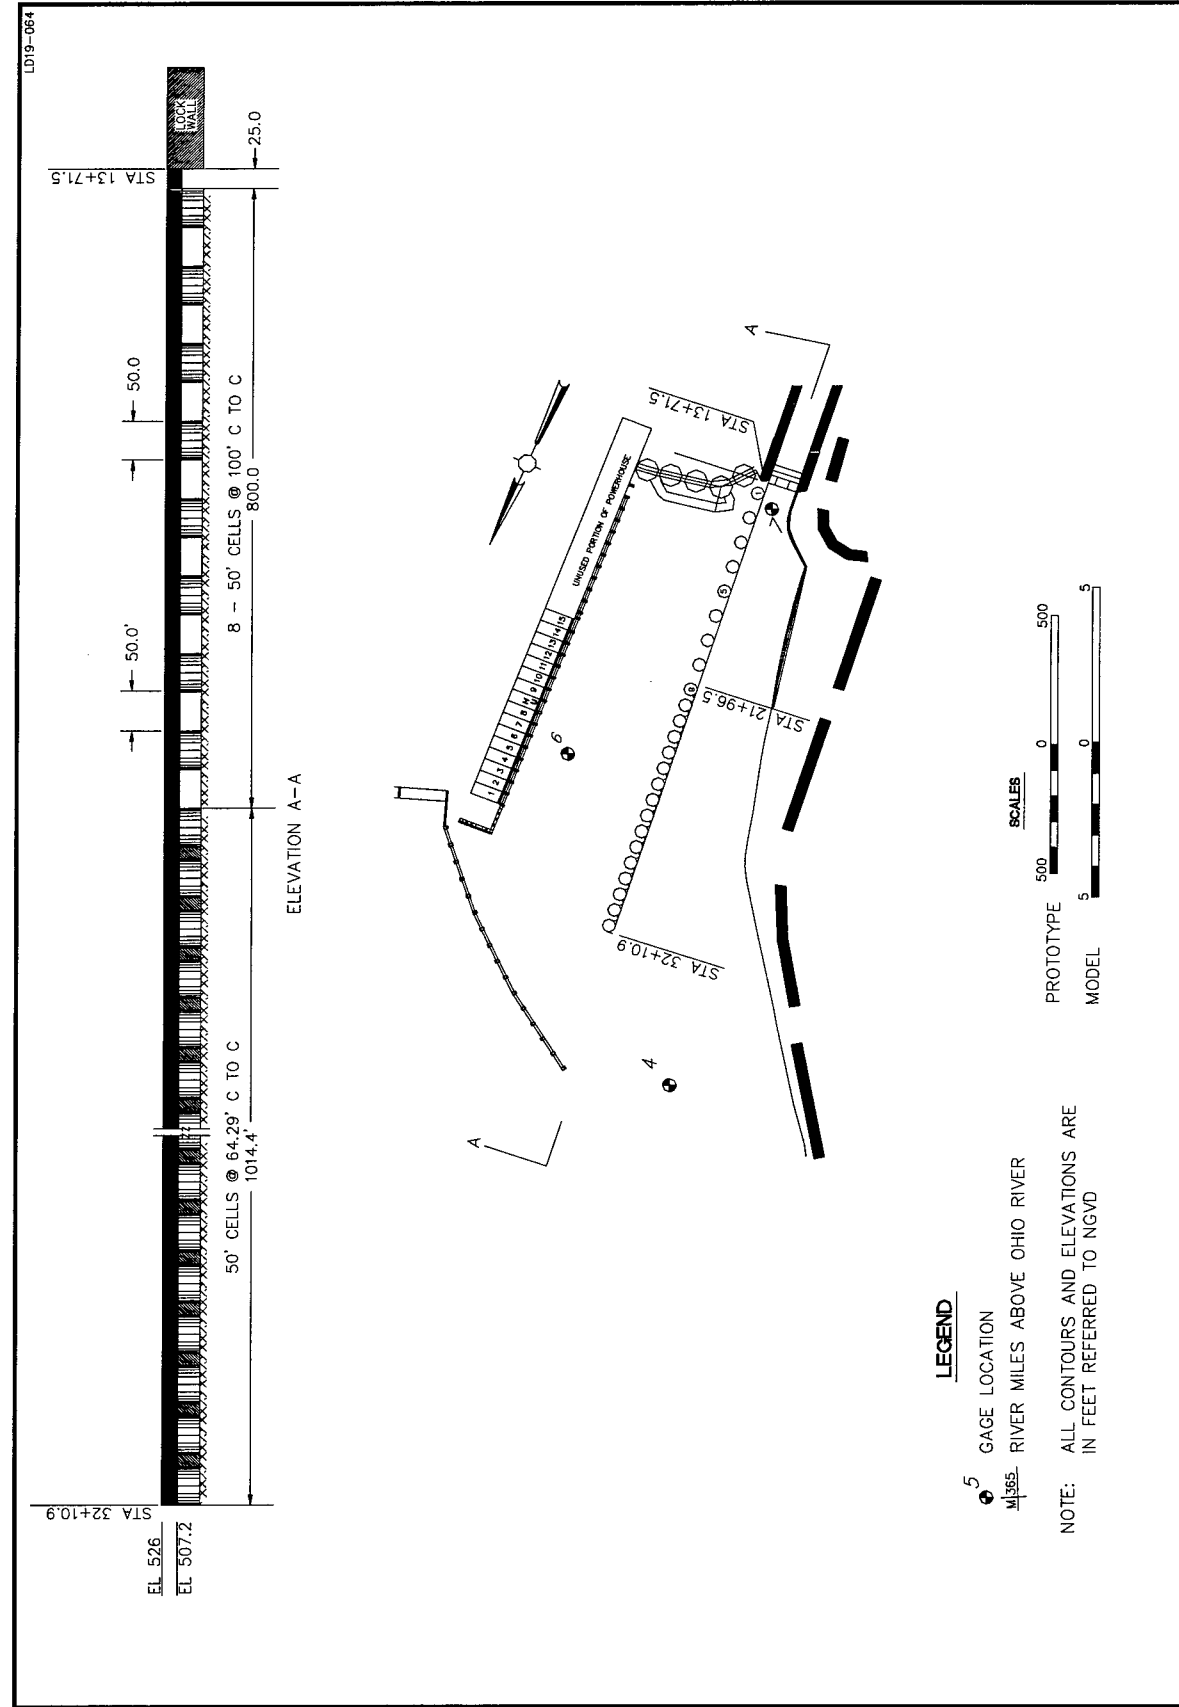 LD19-064
LOCK
WALL
STA 13+71.5
25.0
50.0
8 - 50' CELLS @ 100' C TO C
800.0
50.0'
ELEVATION A-A
50' CELLS @ 64.29' C TO C
1014.4'
STA 32+10.9
EL 526
EL 507.2
A
STA 13+71.5
UNUSED PORTION OF POWERHOUSE
1 2 3 4 5 6 7 8 9 10 11 12 13 14 15
1
5
8
7
6
4
STA 21+96.5
STA 32+10.9
A
SCALES
PROTOTYPE 500 0 500
MODEL 5 0 5
LEGEND
5 GAGE LOCATION
M 365 RIVER MILES ABOVE OHIO RIVER
NOTE: ALL CONTOURS AND ELEVATIONS ARE
IN FEET REFERRED TO NGVD